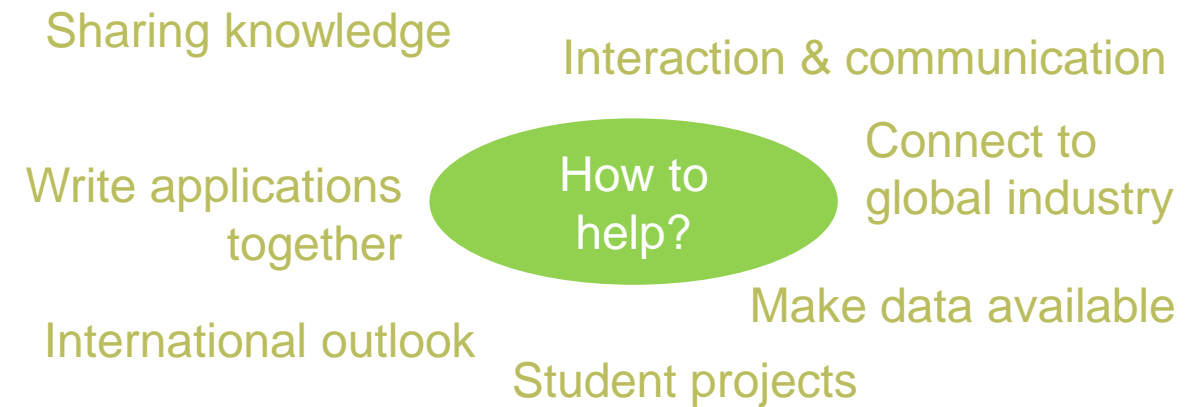 Sharing knowledge
Interaction & communication
Connect to
global industry
Write applications
together
How to
help?
Make data available
International outlook
Student projects